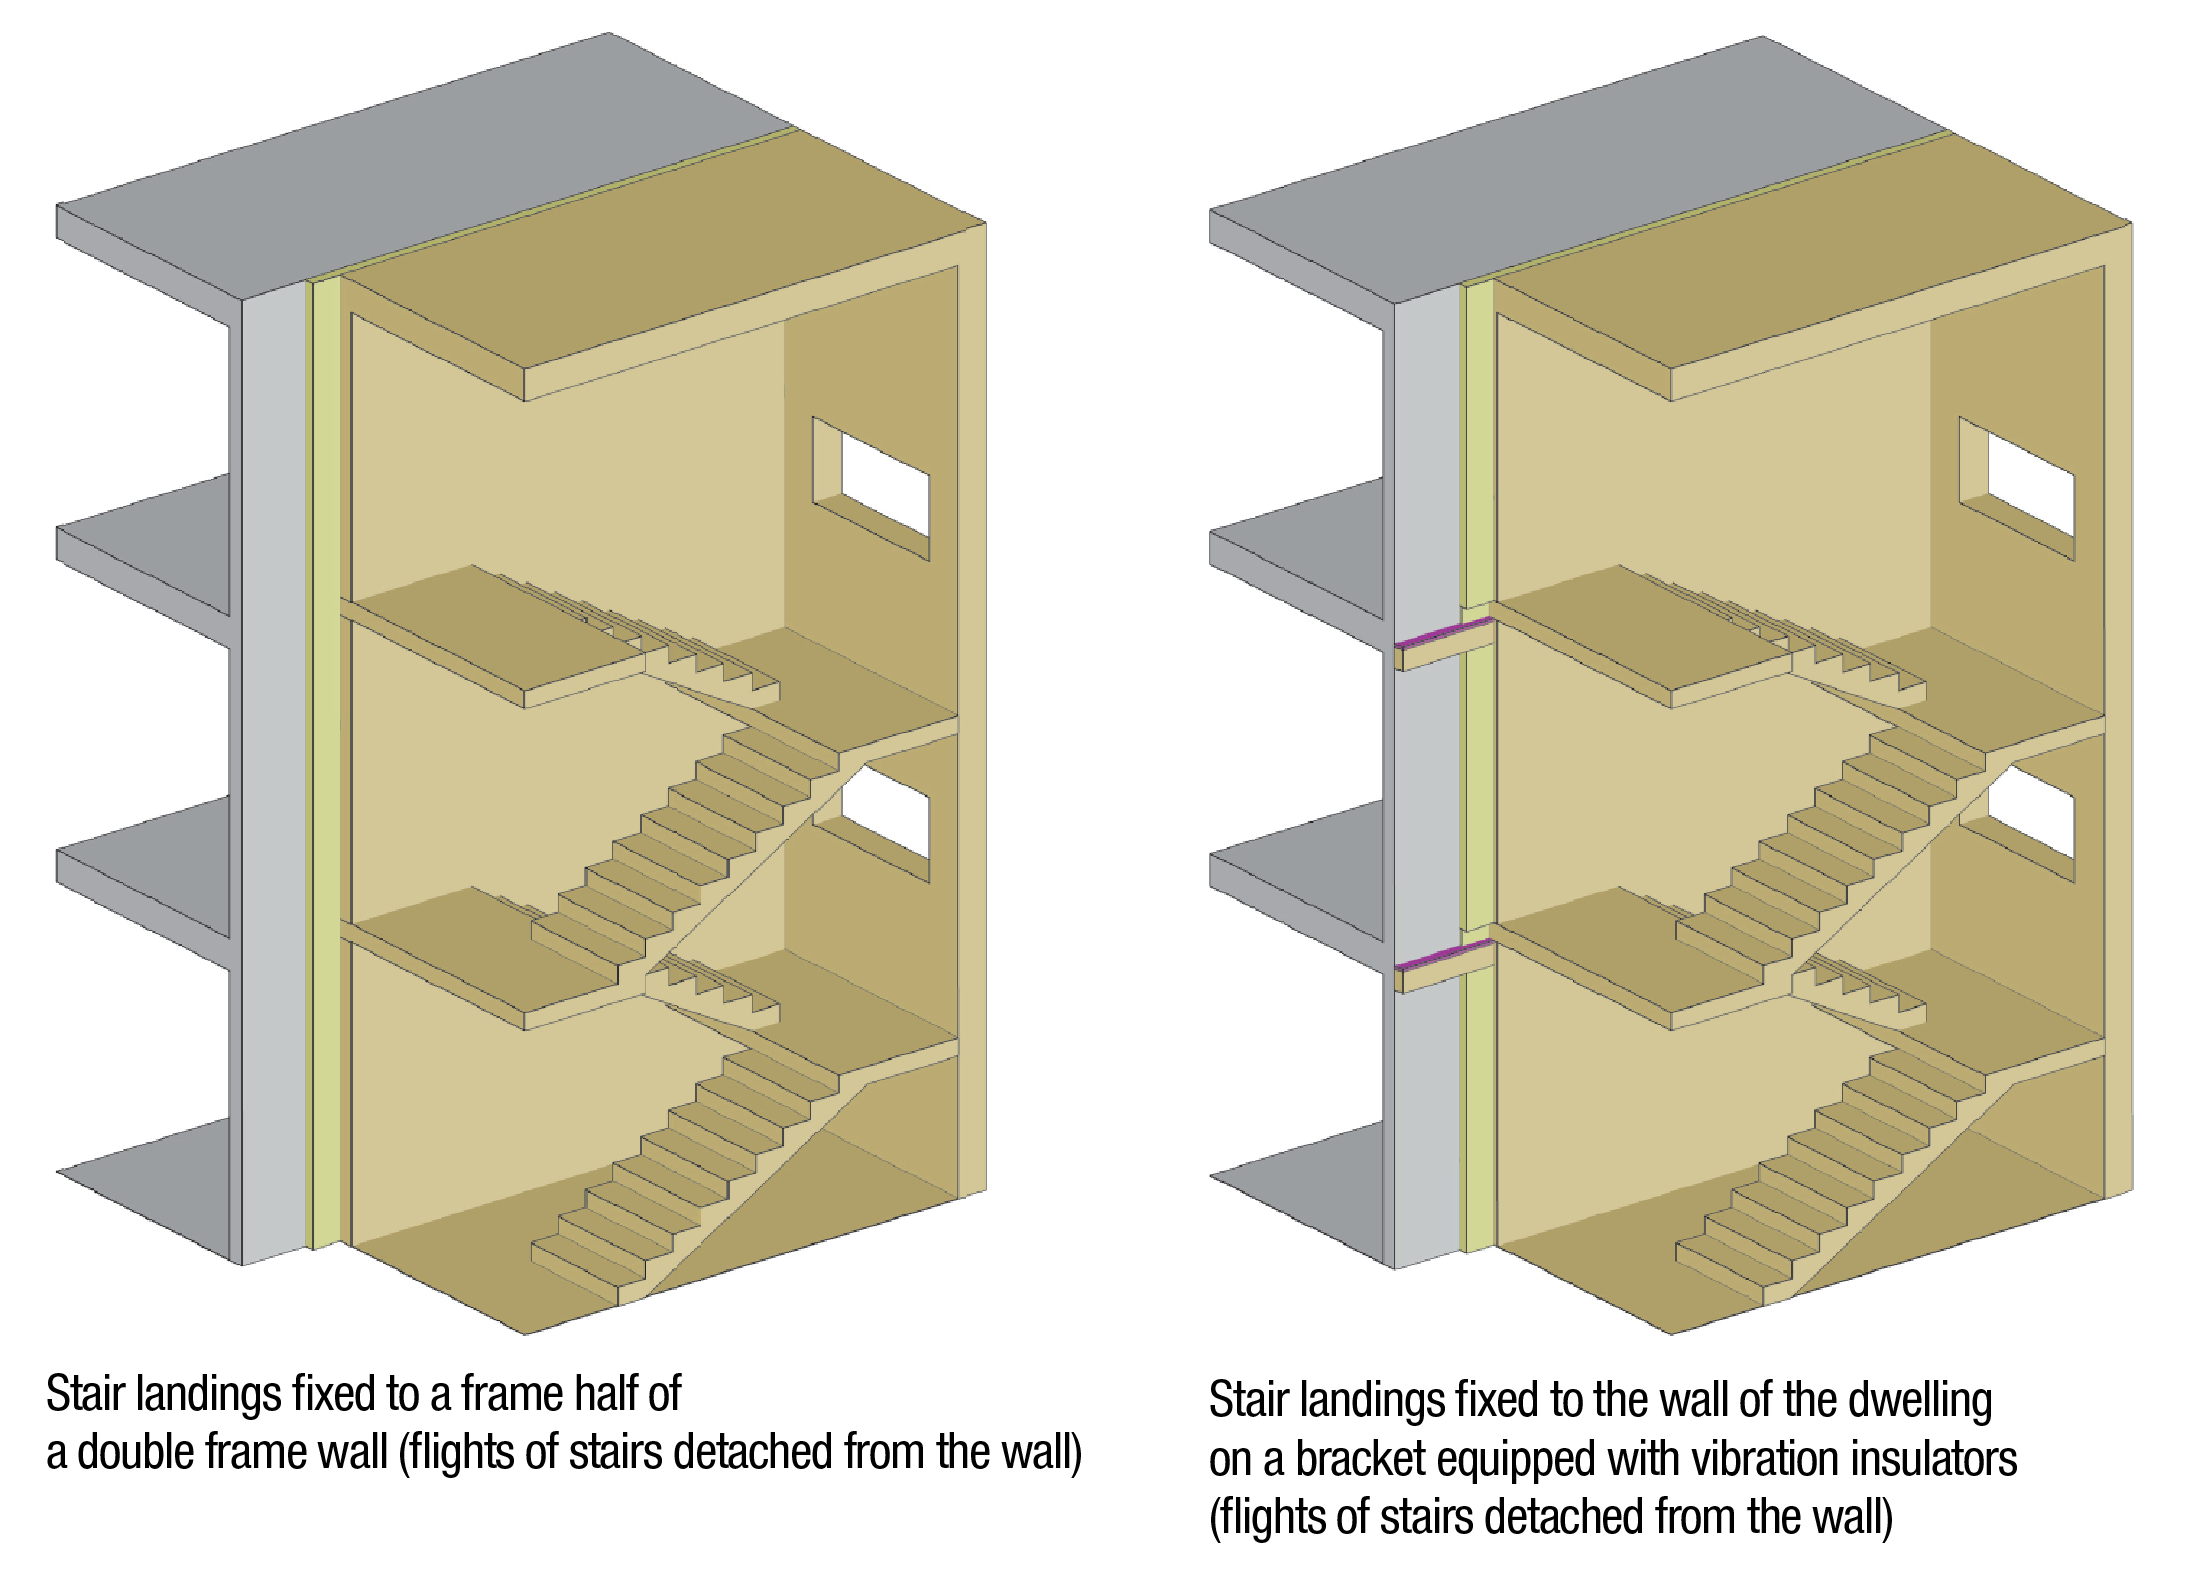 Stair landings fixed to a frame half of
a double frame wall (flights of stairs detached from the wall)
Stair landings fixed to the wall of the dwelling
on a bracket equipped with vibration insulators
(flights of stairs detached from the wall)